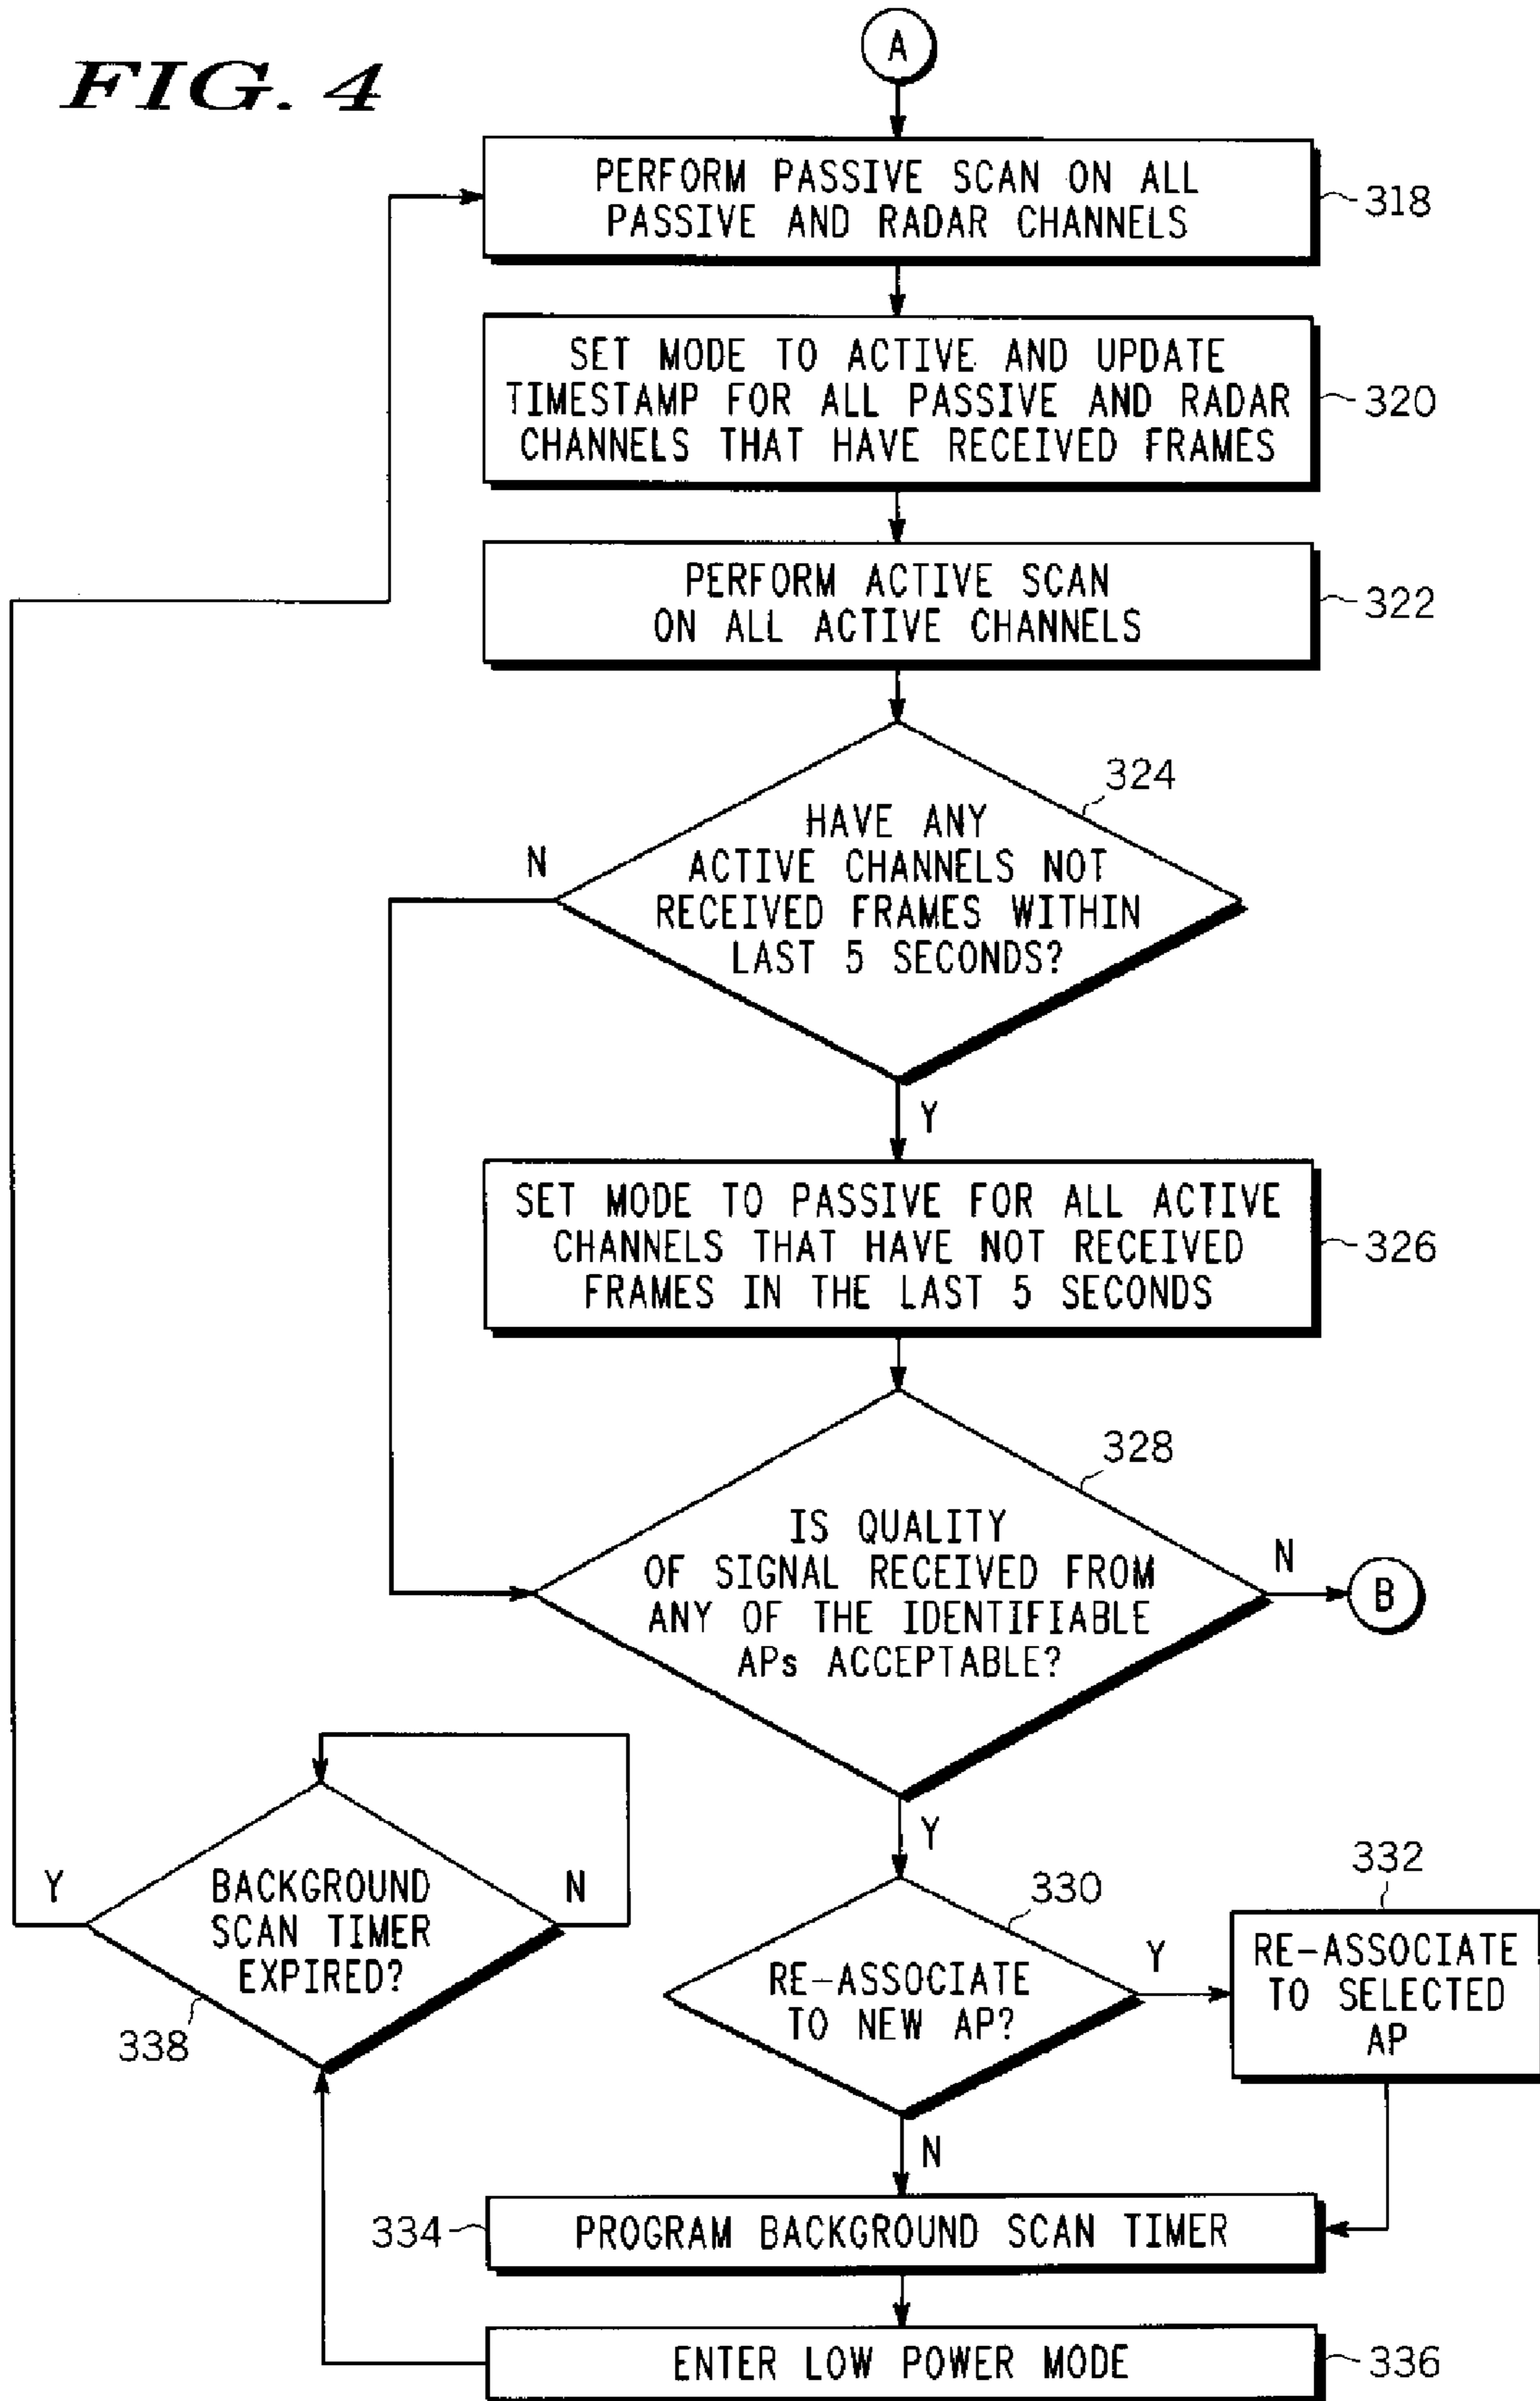 FIG. 4
A
PERFORM PASSIVE SCAN ON ALL
PASSIVE AND RADAR CHANNELS
318
SET MODE TO ACTIVE AND UPDATE
TIMESTAMP FOR ALL PASSIVE AND RADAR
CHANNELS THAT HAVE RECEIVED FRAMES
320
PERFORM ACTIVE SCAN
ON ALL ACTIVE CHANNELS
322
324
HAVE ANY
ACTIVE CHANNELS NOT
RECEIVED FRAMES WITHIN
LAST 5 SECONDS?
N
Y
SET MODE TO PASSIVE FOR ALL ACTIVE
CHANNELS THAT HAVE NOT RECEIVED
FRAMES IN THE LAST 5 SECONDS
326
328
IS QUALITY
OF SIGNAL RECEIVED FROM
ANY OF THE IDENTIFIABLE
APs ACCEPTABLE?
N
B
Y
330
RE-ASSOCIATE
TO NEW AP?
Y
332
RE-ASSOCIATE
TO SELECTED
AP
N
334
PROGRAM BACKGROUND SCAN TIMER
ENTER LOW POWER MODE
336
Y
BACKGROUND
SCAN TIMER
EXPIRED?
N
338